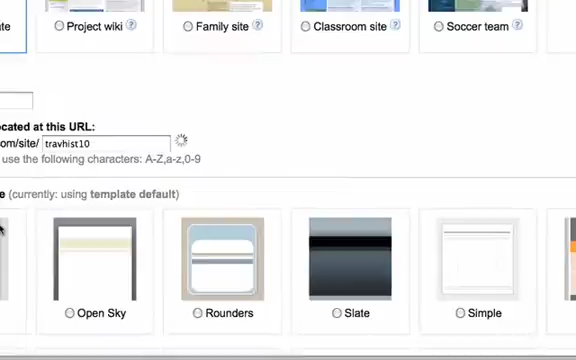 ate Project wiki ? Family site ? Classroom site ? Soccer team ?
ocated at this URL:
om/site/ travhist10
use the following characters: A-Z,a-z,0-9
e (currently: using template default)
Open Sky Rounders Slate Simple